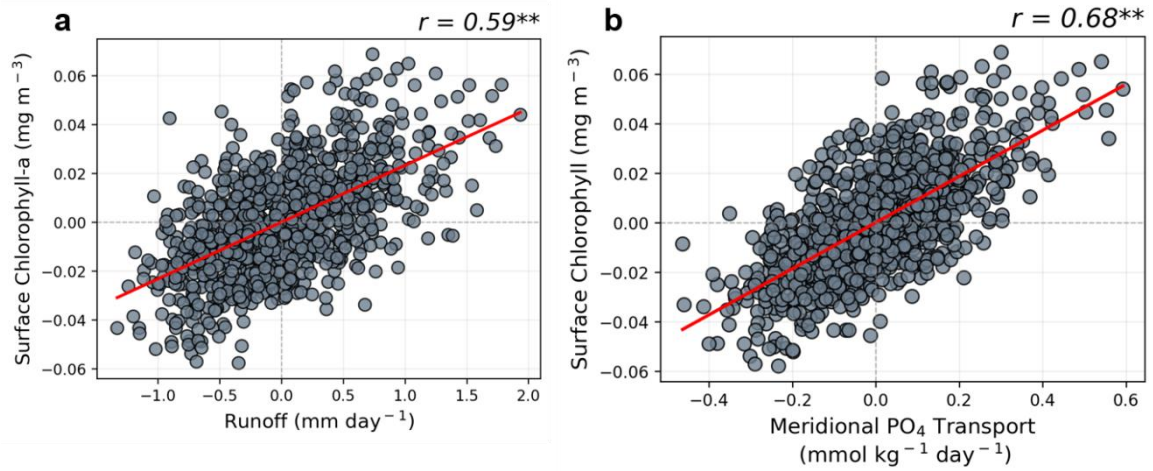 a
r = 0.59**
Surface Chlorophyll-a (mg m⁻³)
0.06
0.04
0.02
0.00
−0.02
−0.04
−0.06
−1.0 −0.5 0.0 0.5 1.0 1.5 2.0
Runoff (mm day⁻¹)
b
r = 0.68**
Surface Chlorophyll (mg m⁻³)
0.06
0.04
0.02
0.00
−0.02
−0.04
−0.06
−0.4 −0.2 0.0 0.2 0.4 0.6
Meridional PO₄ Transport
(mmol kg⁻¹ day⁻¹)